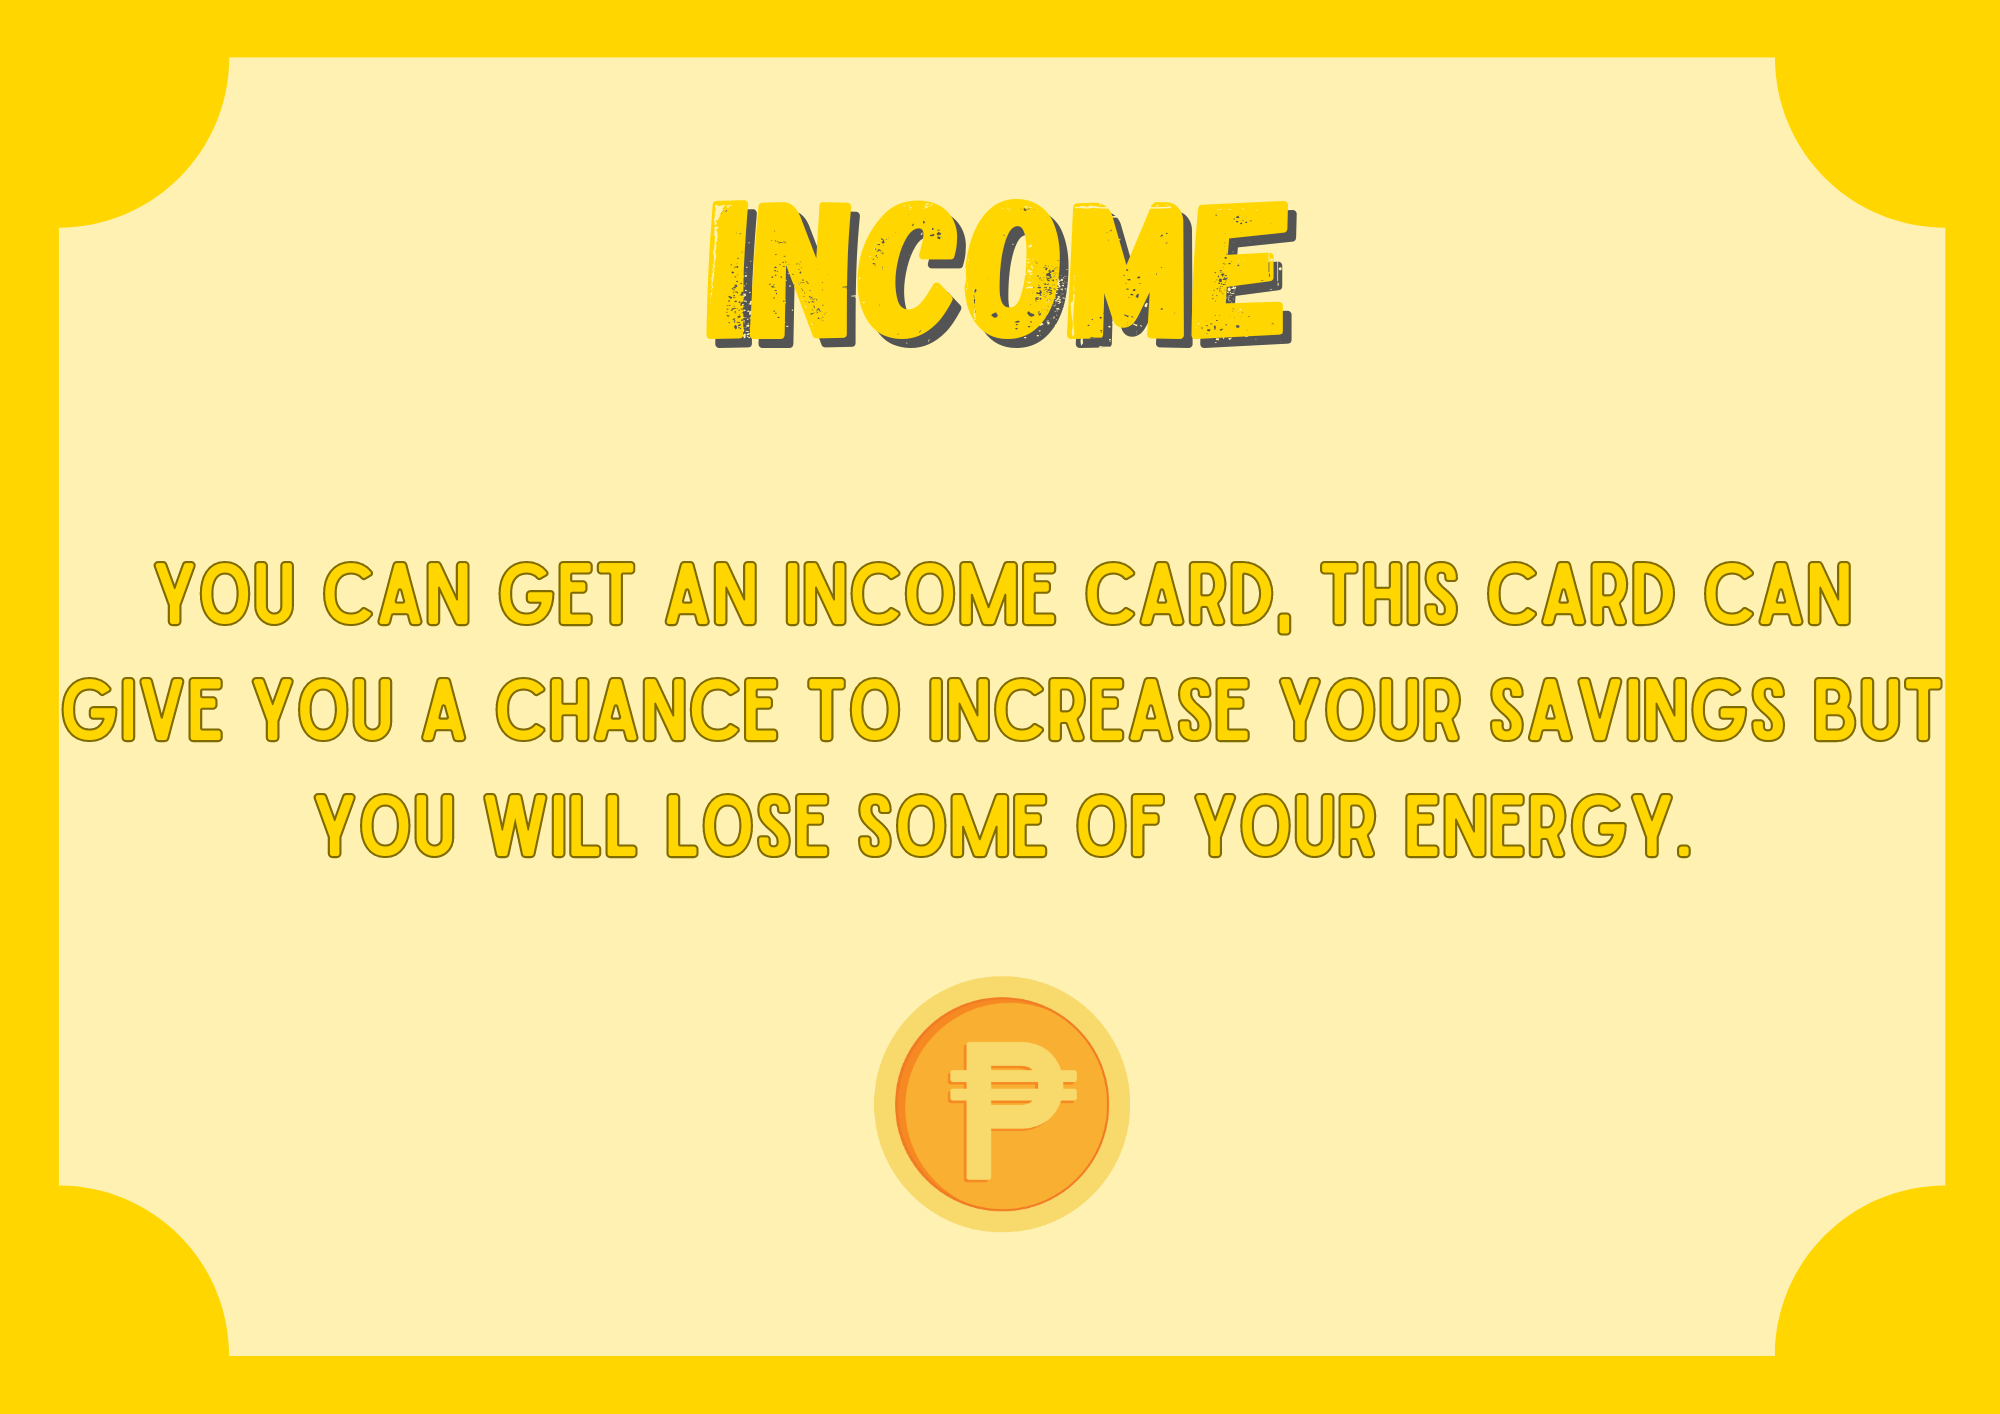 INCOME
YOU CAN GET AN INCOME CARD, THIS CARD CAN
GIVE YOU A CHANCE TO INCREASE YOUR SAVINGS BUT
YOU WILL LOSE SOME OF YOUR ENERGY.
₱